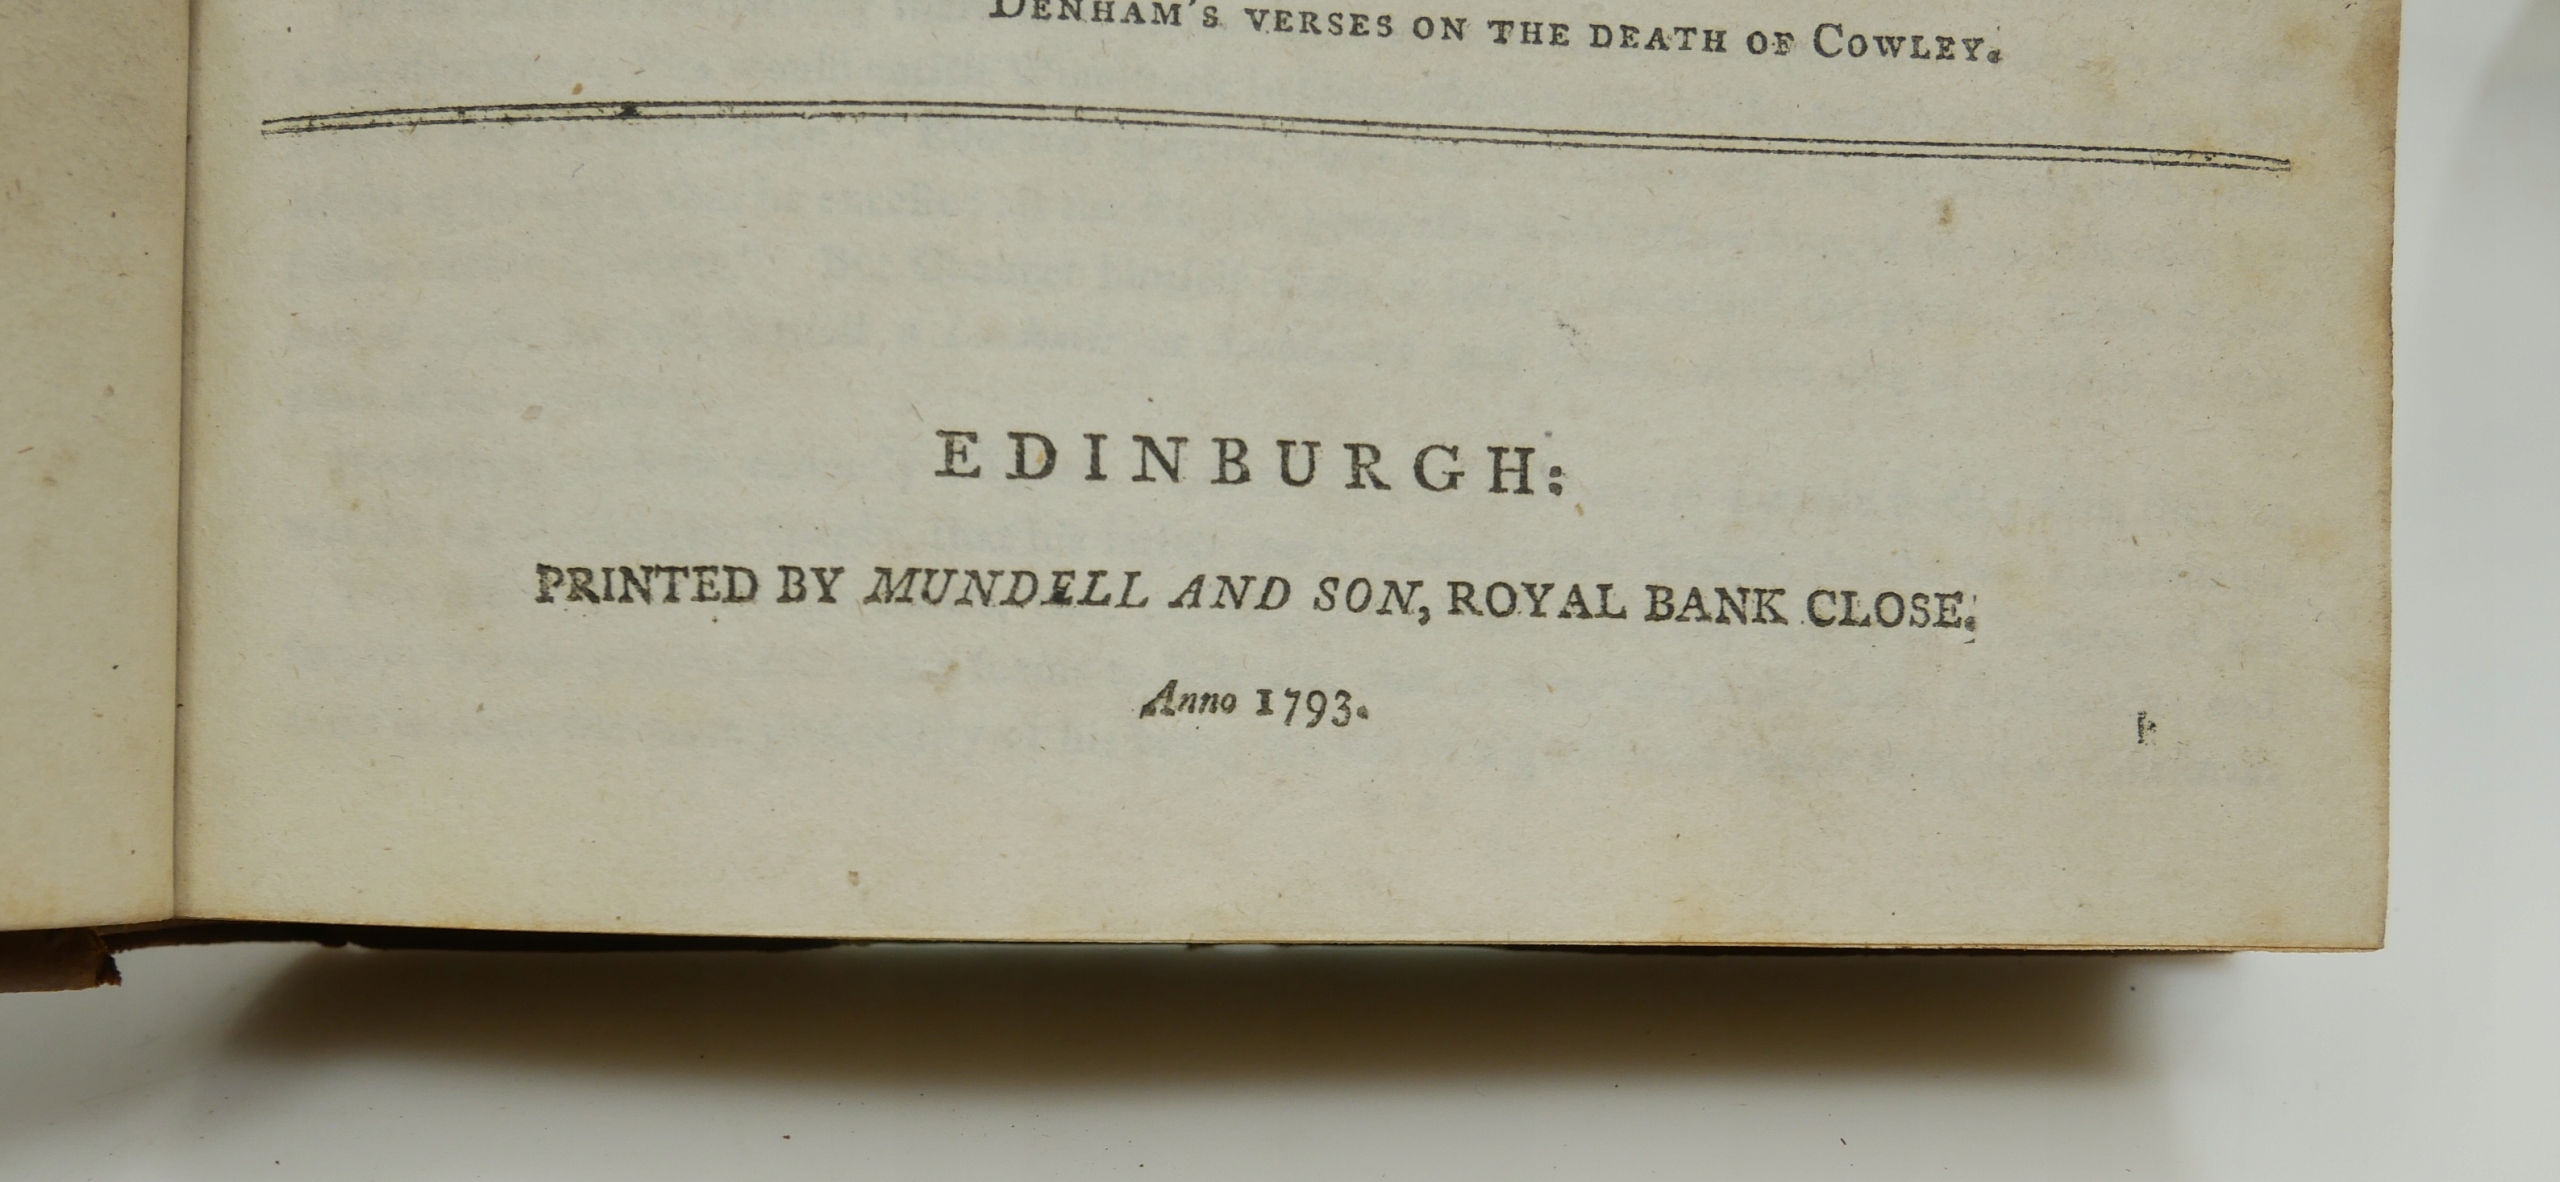 DENHAM'S VERSES ON THE DEATH OF COWLEY.
EDINBURGH:
PRINTED BY MUNDELL AND SON, ROYAL BANK CLOSE.
Anno 1793.